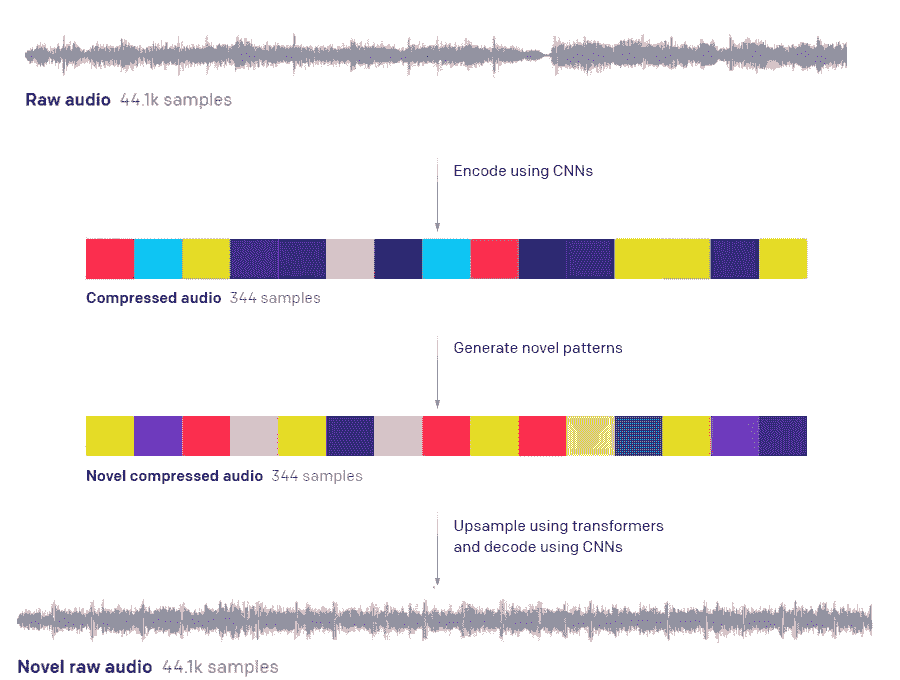 Raw audio 44.1k samples
Encode using CNNs
Compressed audio 344 samples
Generate novel patterns
Novel compressed audio 344 samples
Upsample using transformers
and decode using CNNs
Novel raw audio 44.1k samples